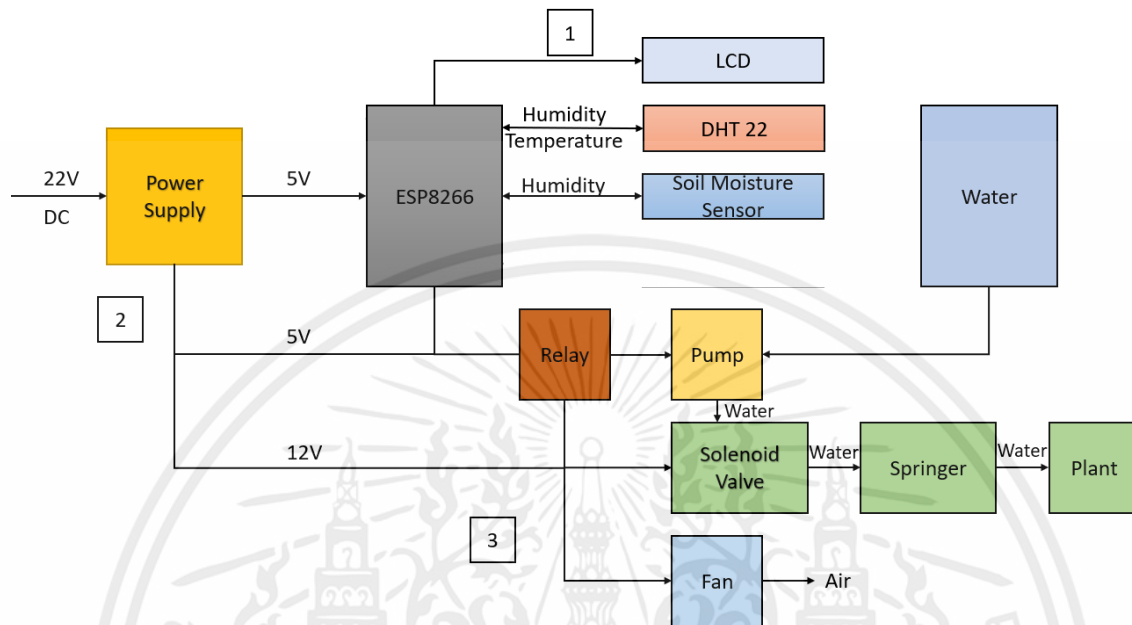 1
LCD
Humidity
Temperature
DHT 22
22V
DC
Power
Supply
5V
ESP8266
Humidity
Soil Moisture
Sensor
Water
2
5V
Relay
Pump
Water
12V
Solenoid
Valve
Water
Springer
Water
Plant
3
Fan
Air